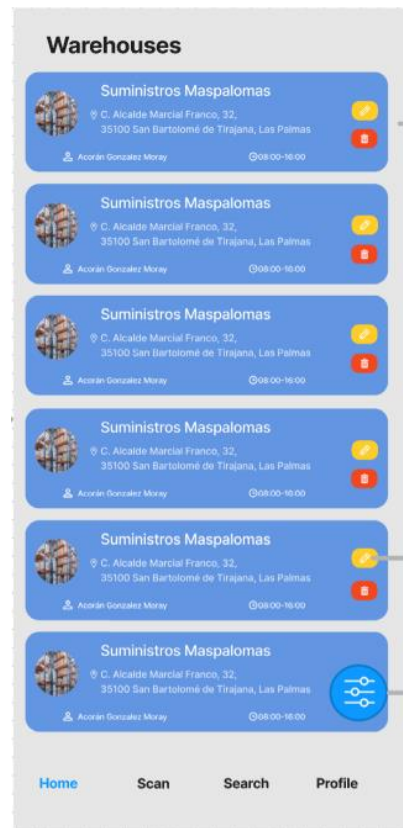 Warehouses
Suministros Maspalomas
C. Alcalde Marcial Franco, 32,
35100 San Bartolomé de Tirajana, Las Palmas
Acorán Gonzalez Moray 08:00-16:00
Suministros Maspalomas
C. Alcalde Marcial Franco, 32,
35100 San Bartolomé de Tirajana, Las Palmas
Acorán Gonzalez Moray 08:00-16:00
Suministros Maspalomas
C. Alcalde Marcial Franco, 32,
35100 San Bartolomé de Tirajana, Las Palmas
Acorán Gonzalez Moray 08:00-16:00
Suministros Maspalomas
C. Alcalde Marcial Franco, 32,
35100 San Bartolomé de Tirajana, Las Palmas
Acorán Gonzalez Moray 08:00-16:00
Suministros Maspalomas
C. Alcalde Marcial Franco, 32,
35100 San Bartolomé de Tirajana, Las Palmas
Acorán Gonzalez Moray 08:00-16:00
Suministros Maspalomas
C. Alcalde Marcial Franco, 32,
35100 San Bartolomé de Tirajana, Las Palmas
Acorán Gonzalez Moray 08:00-16:00
Home Scan Search Profile